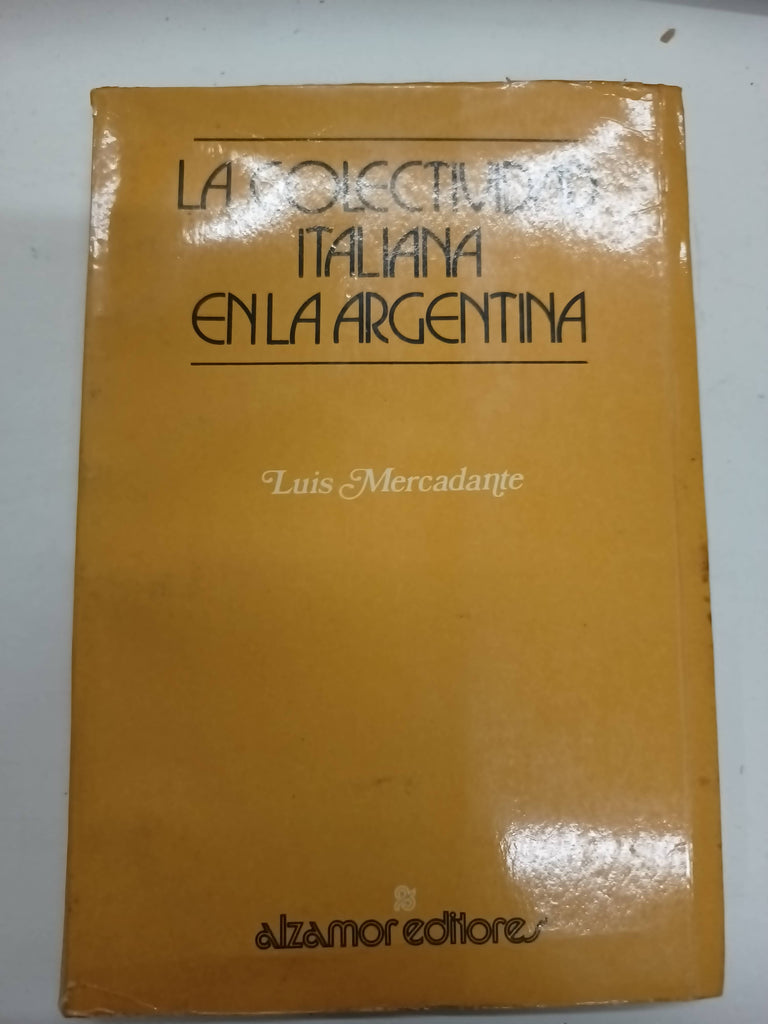 LA COLECTIVIDAD
ITALIANA
EN LA ARGENTINA
Luis Mercadante
alzamor editores